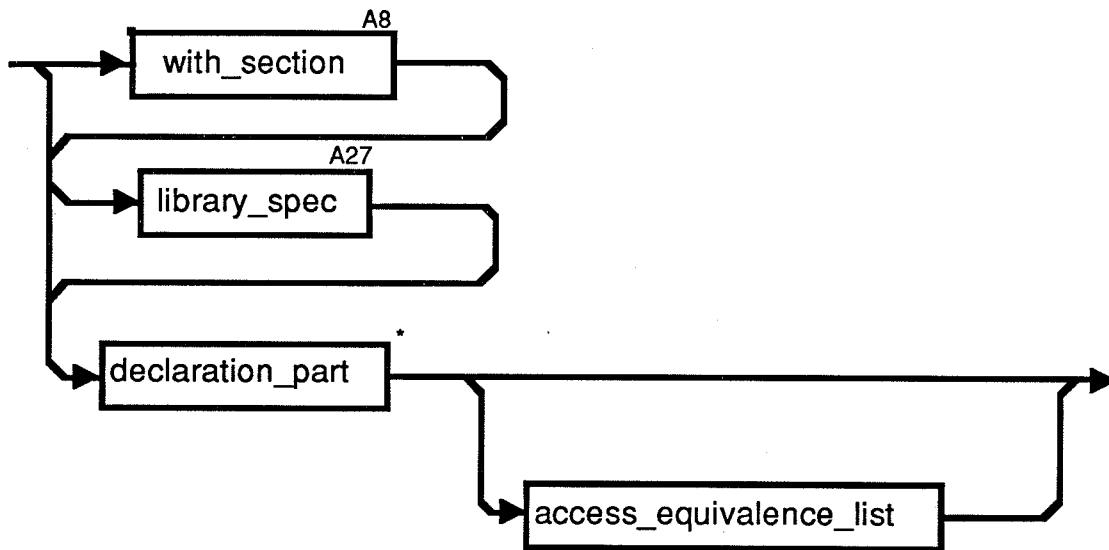 A8
with_section
A27
library_spec
*
declaration_part
access_equivalence_list